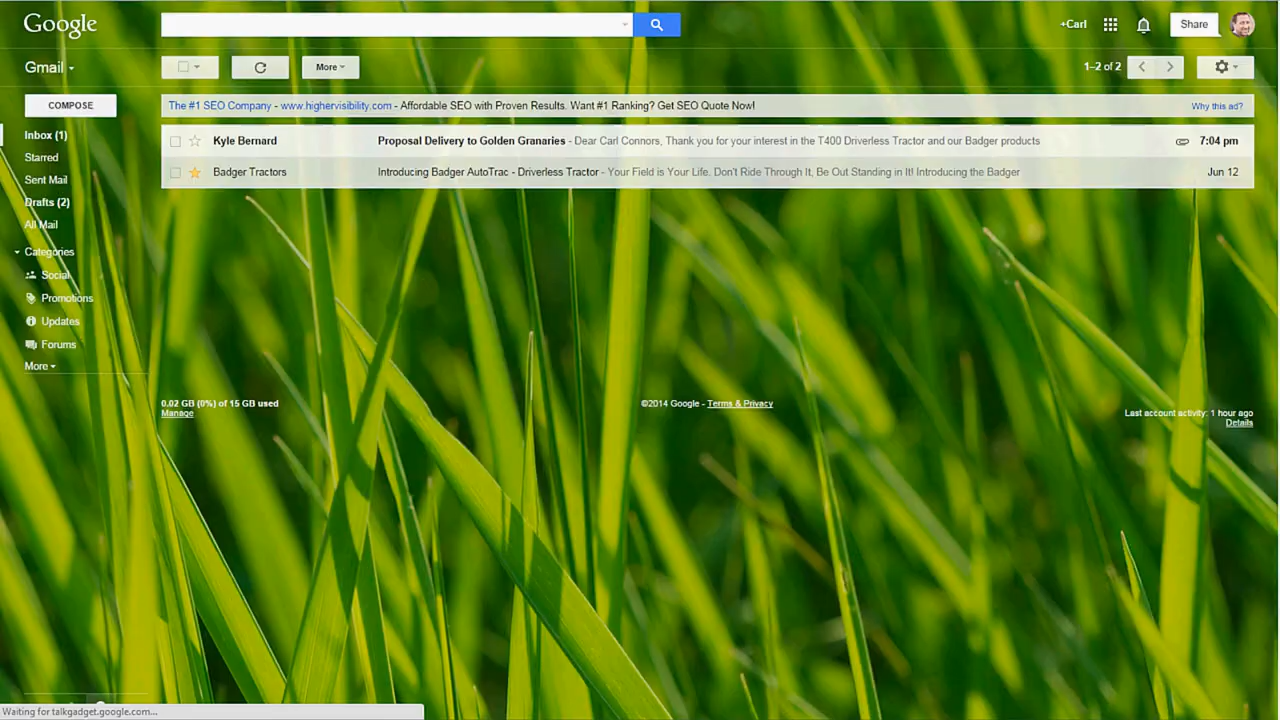 Google
+Carl
Share
Gmail
More
1–2 of 2
COMPOSE
The #1 SEO Company - www.highervisibility.com - Affordable SEO with Proven Results. Want #1 Ranking? Get SEO Quote Now!
Why this ad?
Inbox (1)
Starred
Sent Mail
Drafts (2)
All Mail
Categories
Social
Promotions
Updates
Forums
More
Kyle Bernard
Proposal Delivery to Golden Granaries - Dear Carl Connors, Thank you for your interest in the T400 Driverless Tractor and our Badger products
7:04 pm
Badger Tractors
Introducing Badger AutoTrac - Driverless Tractor - Your Field is Your Life. Don't Ride Through It, Be Out Standing in It! Introducing the Badger
Jun 12
0.02 GB (0%) of 15 GB used
Manage
©2014 Google - Terms & Privacy
Last account activity: 1 hour ago
Details
Waiting for talkgadget.google.com...